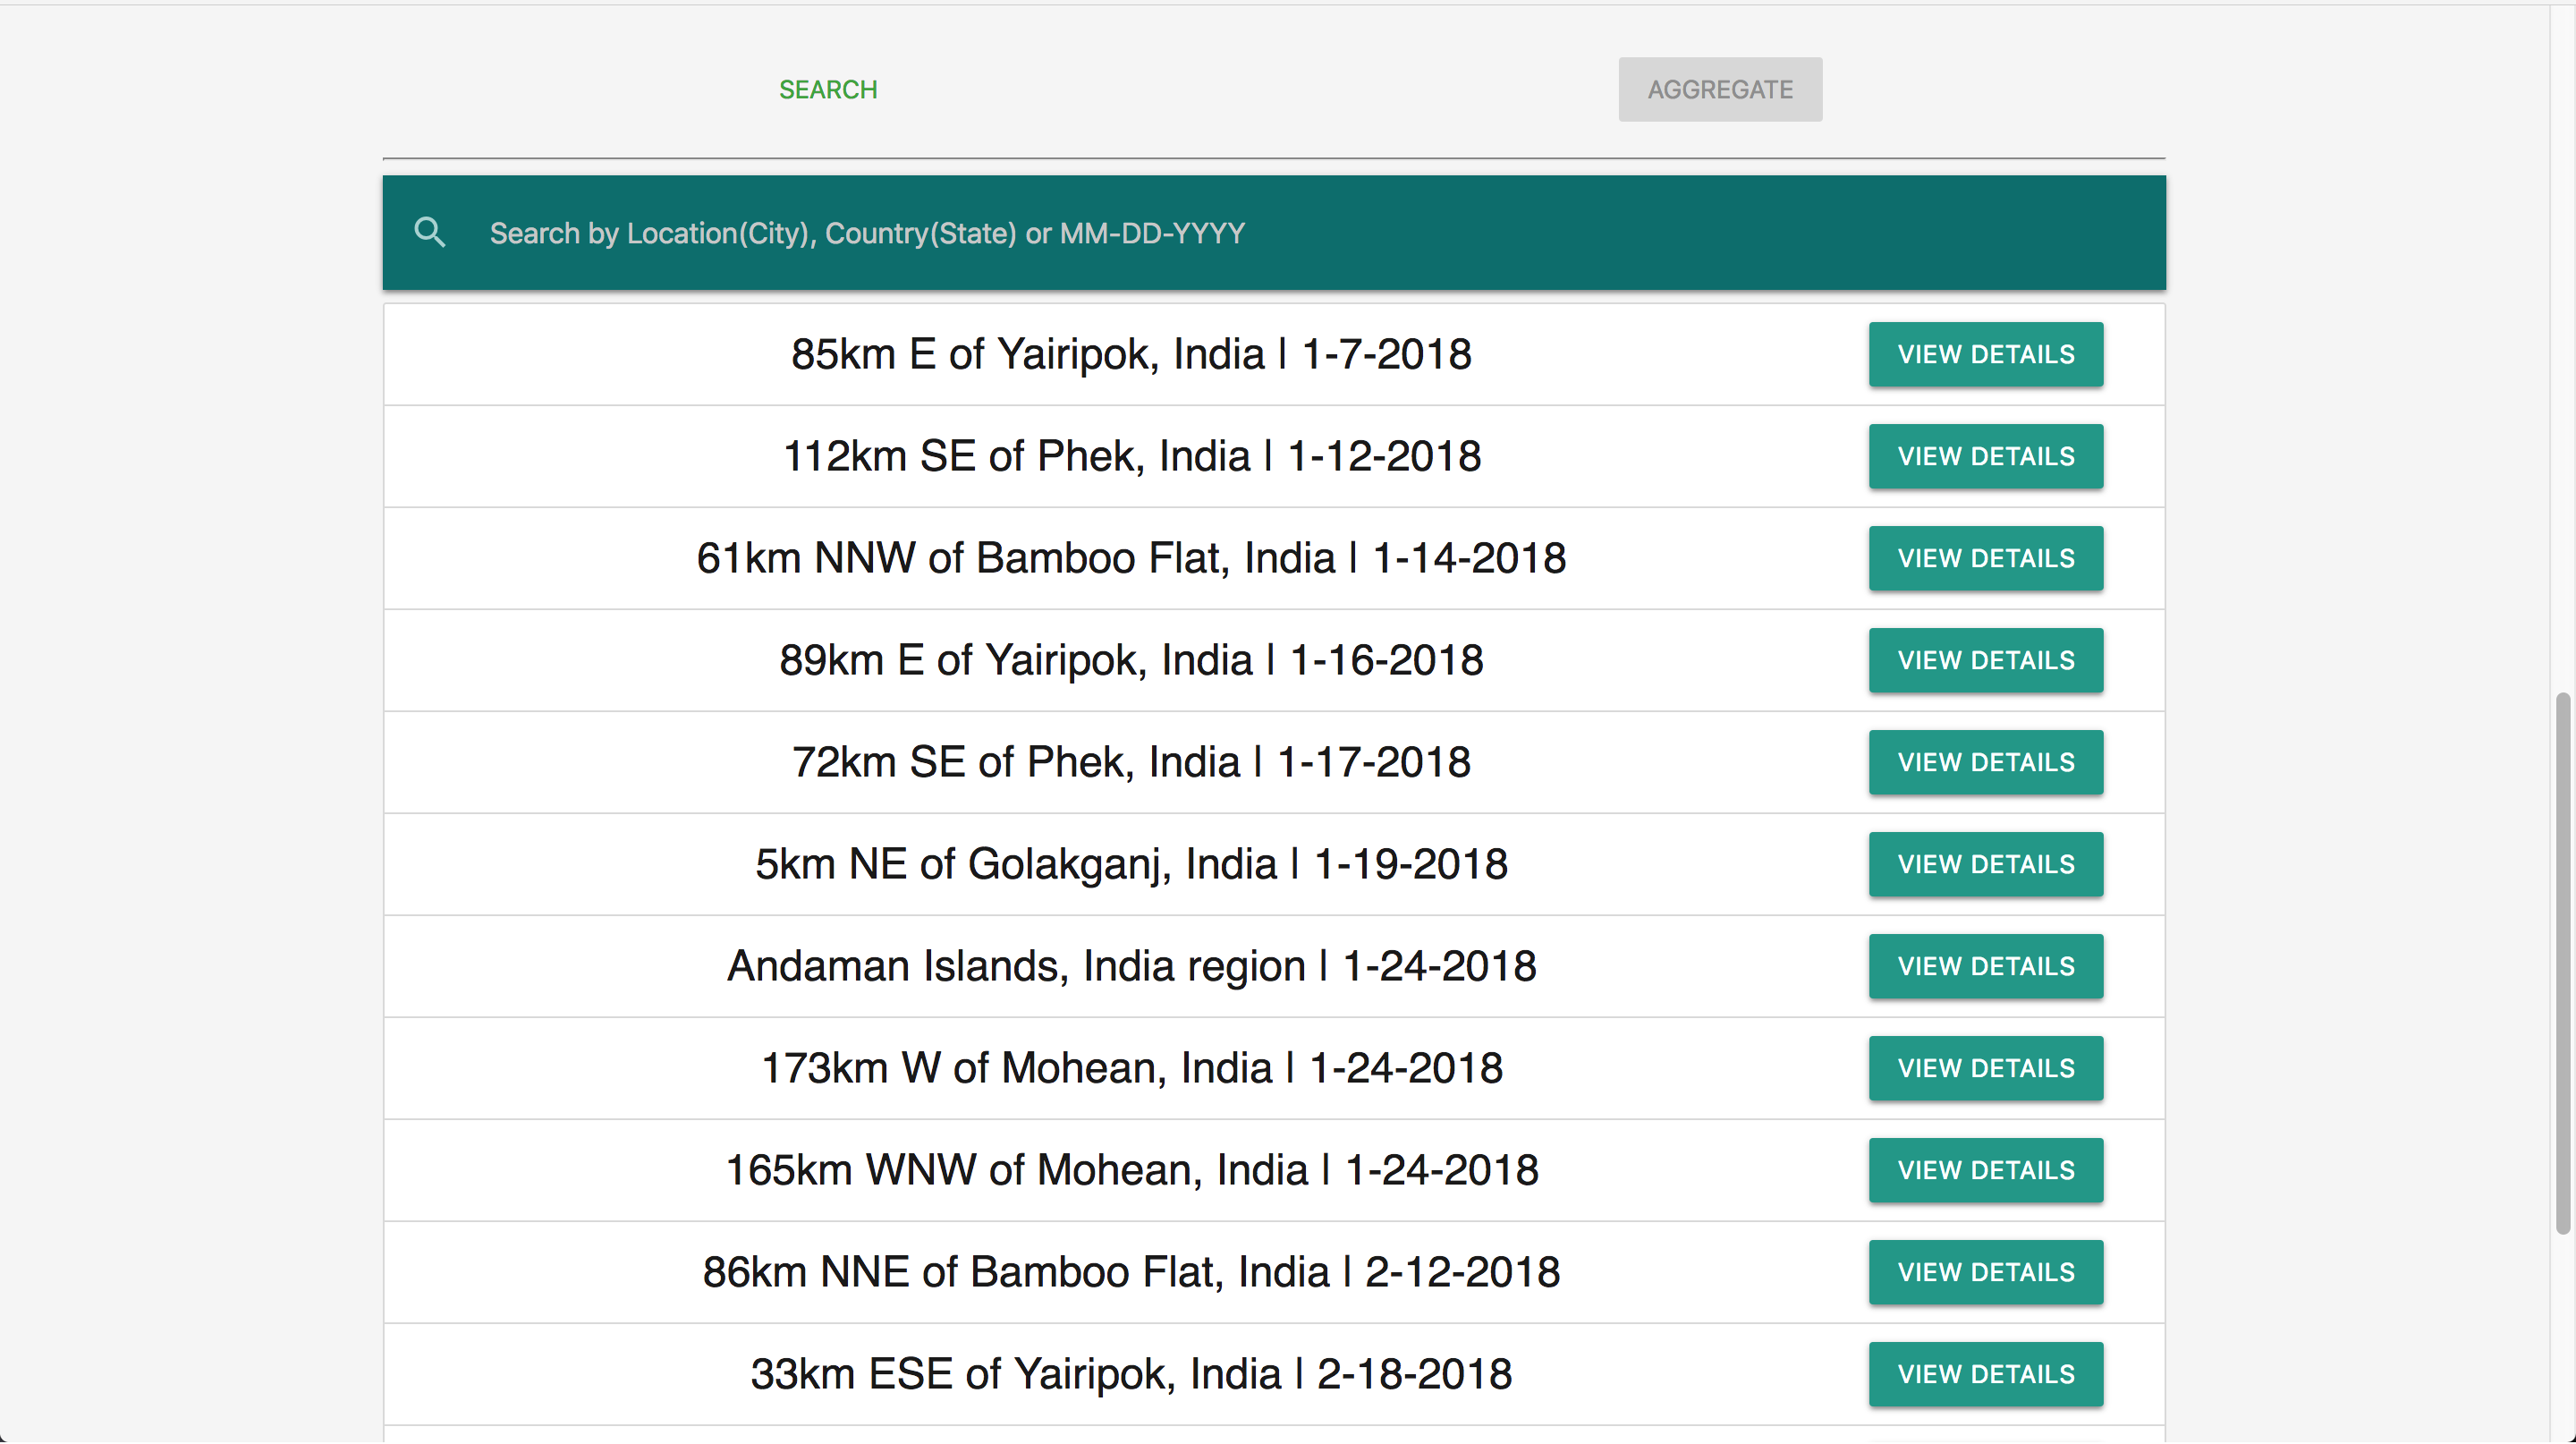 SEARCH
AGGREGATE
Search by Location(City), Country(State) or MM-DD-YYYY
85km E of Yairipok, India | 1-7-2018
VIEW DETAILS
112km SE of Phek, India | 1-12-2018
VIEW DETAILS
61km NNW of Bamboo Flat, India | 1-14-2018
VIEW DETAILS
89km E of Yairipok, India | 1-16-2018
VIEW DETAILS
72km SE of Phek, India | 1-17-2018
VIEW DETAILS
5km NE of Golakganj, India | 1-19-2018
VIEW DETAILS
Andaman Islands, India region | 1-24-2018
VIEW DETAILS
173km W of Mohean, India | 1-24-2018
VIEW DETAILS
165km WNW of Mohean, India | 1-24-2018
VIEW DETAILS
86km NNE of Bamboo Flat, India | 2-12-2018
VIEW DETAILS
33km ESE of Yairipok, India | 2-18-2018
VIEW DETAILS